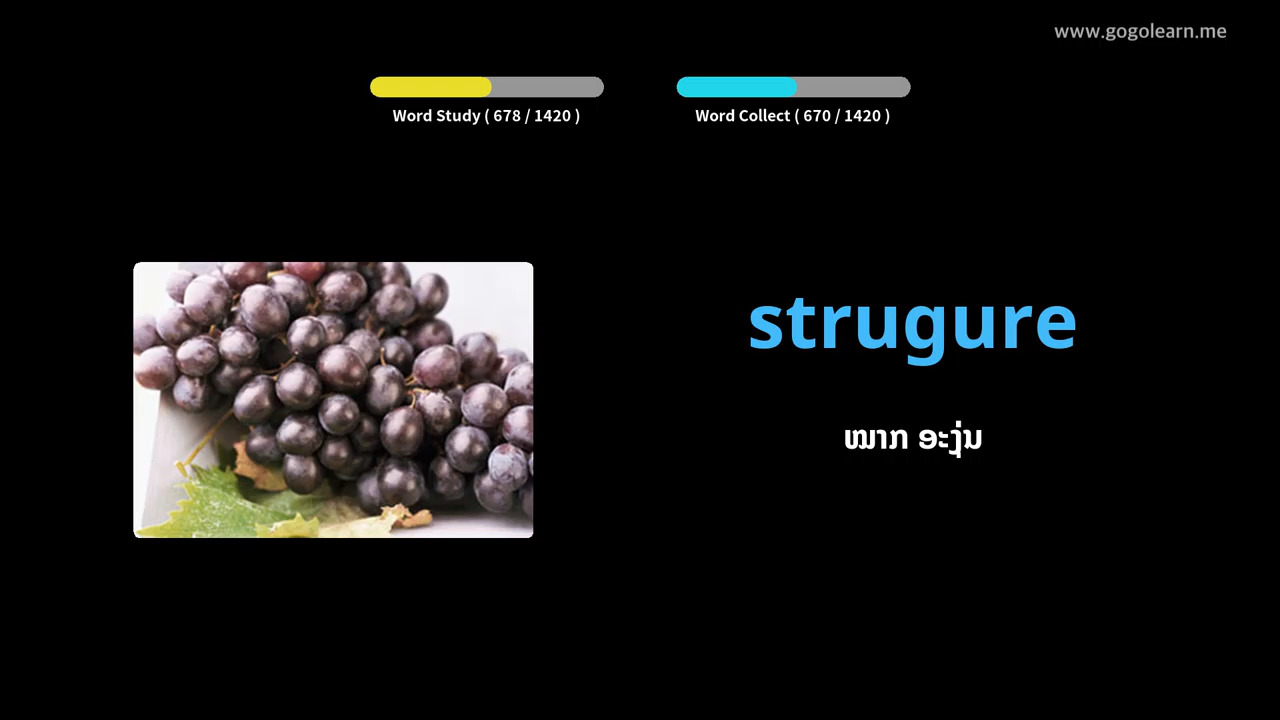 www.gogolearn.me
Word Study ( 678 / 1420 )
Word Collect ( 670 / 1420 )
strugure
ໝາກ ອະງຸ່ນ